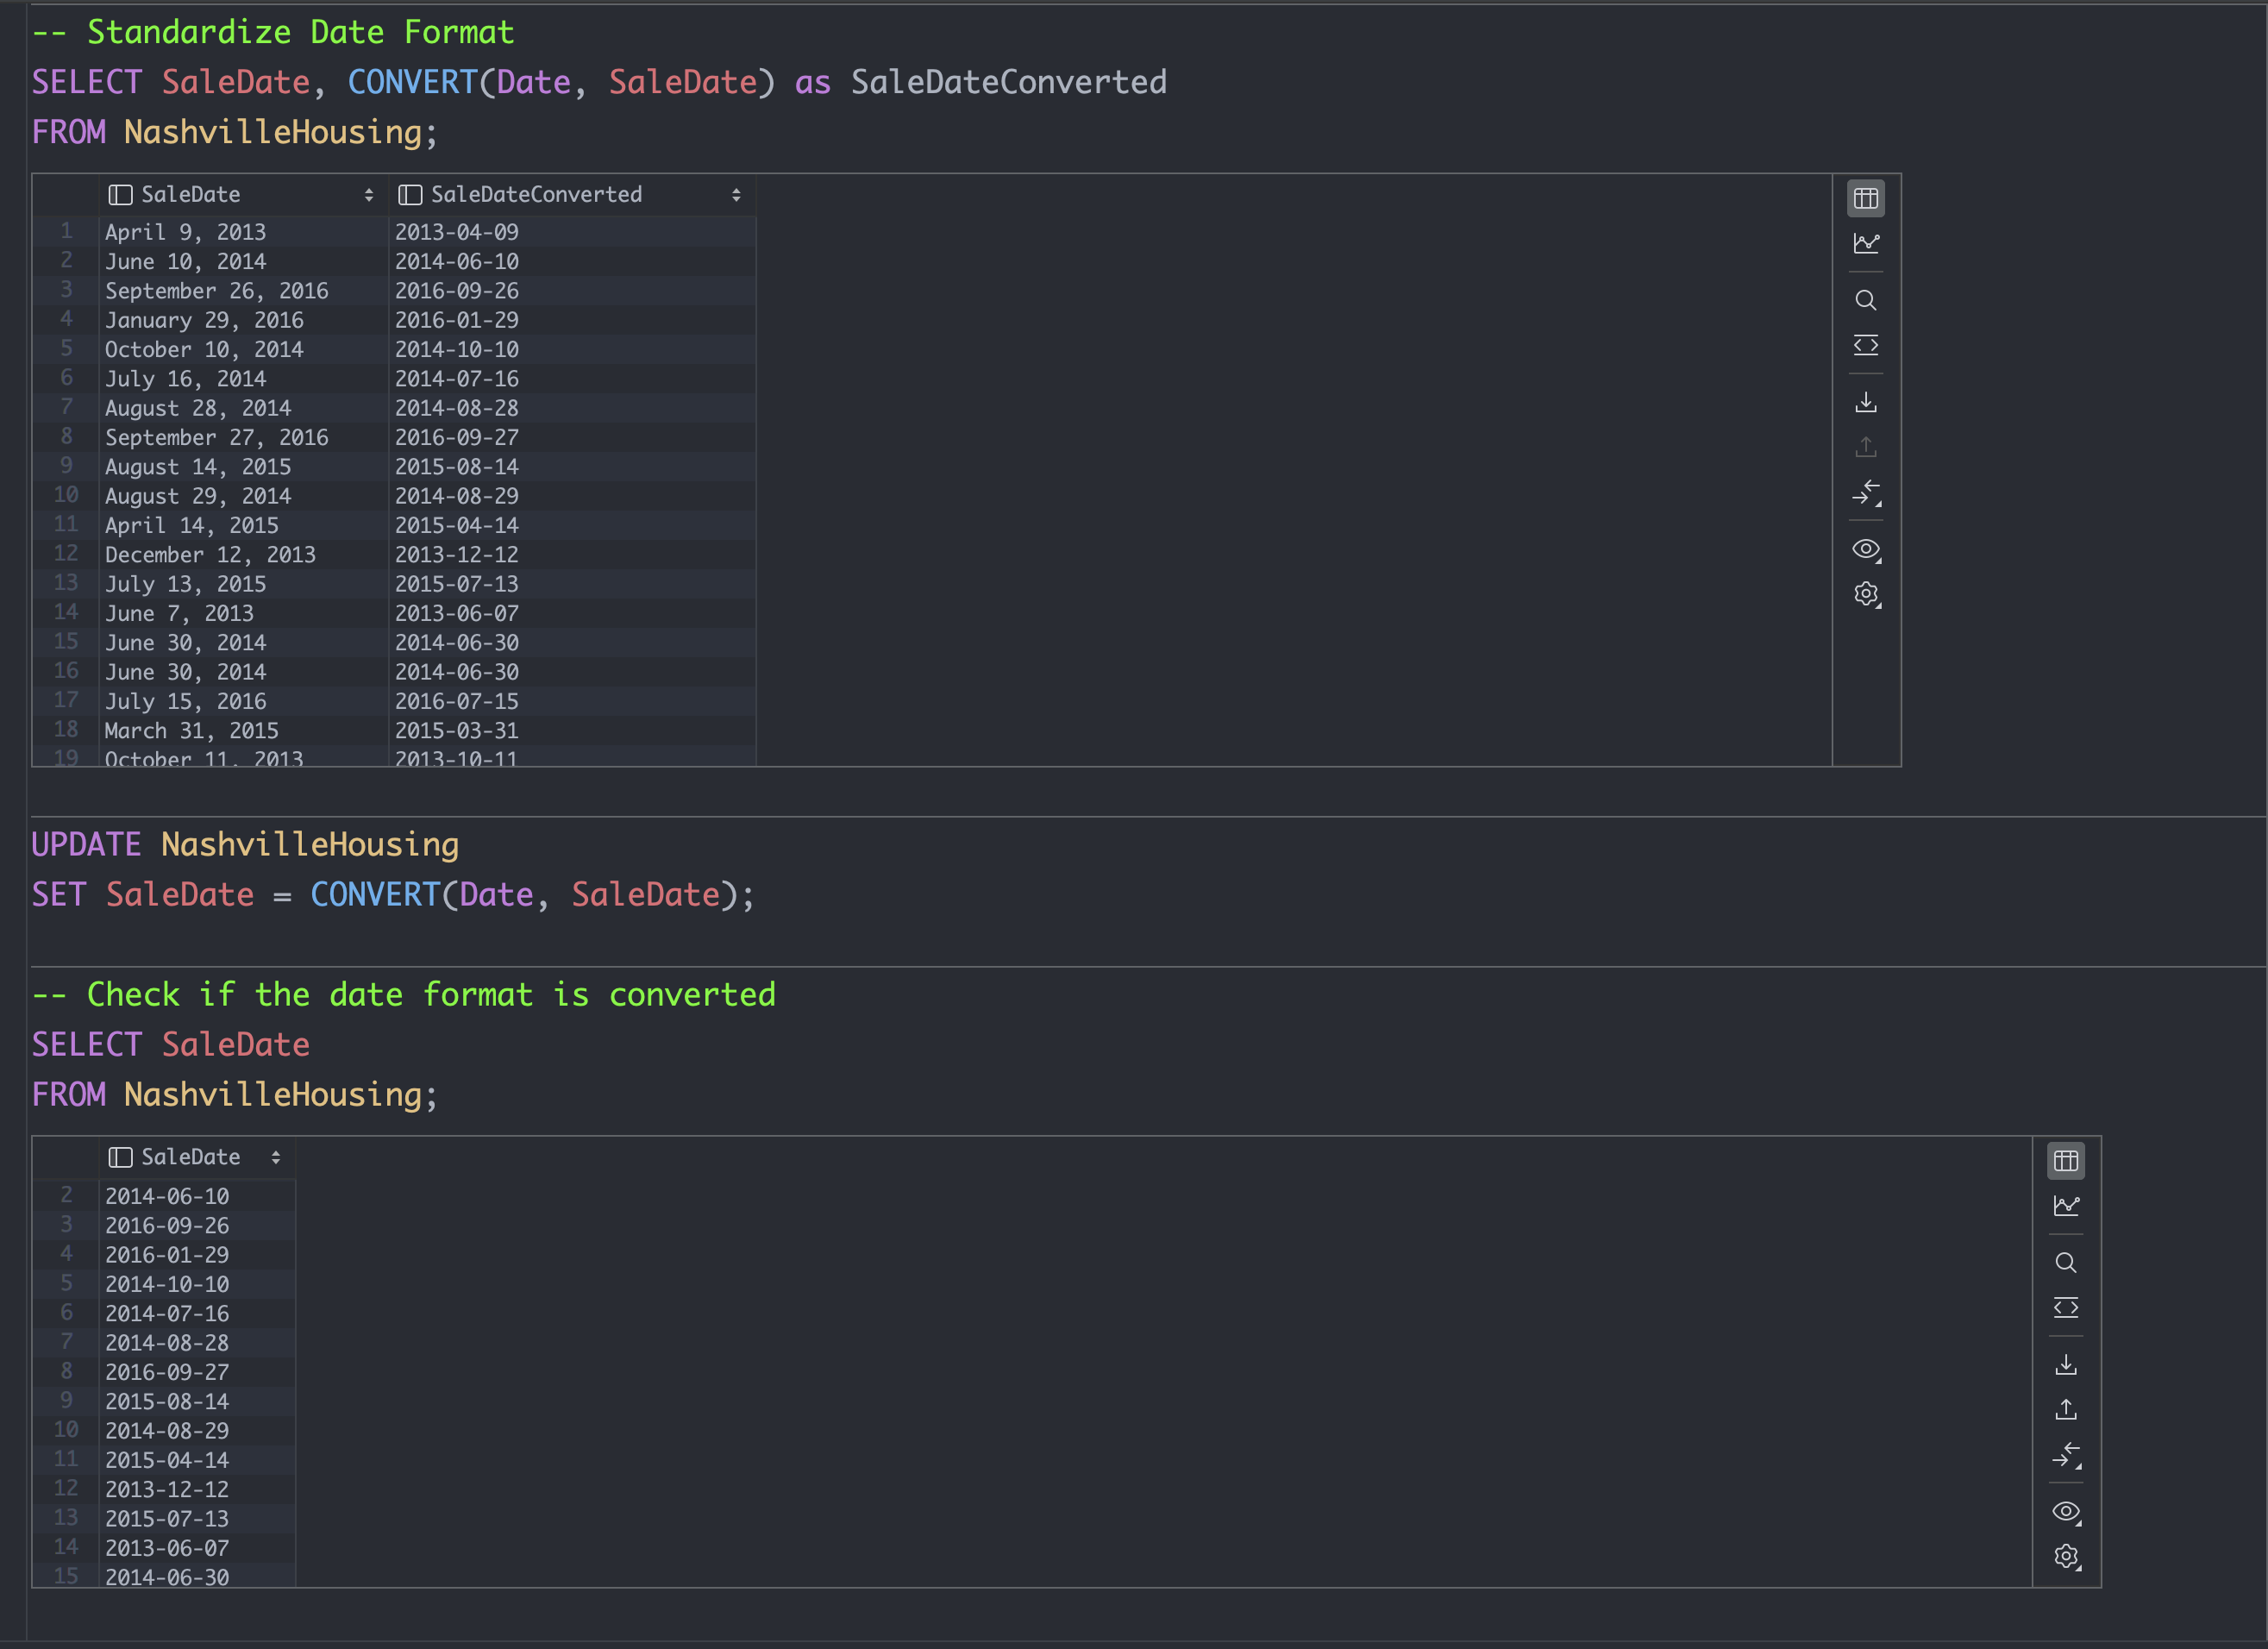 -- Standardize Date Format
SELECT SaleDate, CONVERT(Date, SaleDate) as SaleDateConverted
FROM NashvilleHousing;
SaleDate SaleDateConverted
1 April 9, 2013 2013-04-09
2 June 10, 2014 2014-06-10
3 September 26, 2016 2016-09-26
4 January 29, 2016 2016-01-29
5 October 10, 2014 2014-10-10
6 July 16, 2014 2014-07-16
7 August 28, 2014 2014-08-28
8 September 27, 2016 2016-09-27
9 August 14, 2015 2015-08-14
10 August 29, 2014 2014-08-29
11 April 14, 2015 2015-04-14
12 December 12, 2013 2013-12-12
13 July 13, 2015 2015-07-13
14 June 7, 2013 2013-06-07
15 June 30, 2014 2014-06-30
16 June 30, 2014 2014-06-30
17 July 15, 2016 2016-07-15
18 March 31, 2015 2015-03-31
19 October 11, 2013 2013-10-11
UPDATE NashvilleHousing
SET SaleDate = CONVERT(Date, SaleDate);
-- Check if the date format is converted
SELECT SaleDate
FROM NashvilleHousing;
SaleDate
2 2014-06-10
3 2016-09-26
4 2016-01-29
5 2014-10-10
6 2014-07-16
7 2014-08-28
8 2016-09-27
9 2015-08-14
10 2014-08-29
11 2015-04-14
12 2013-12-12
13 2015-07-13
14 2013-06-07
15 2014-06-30